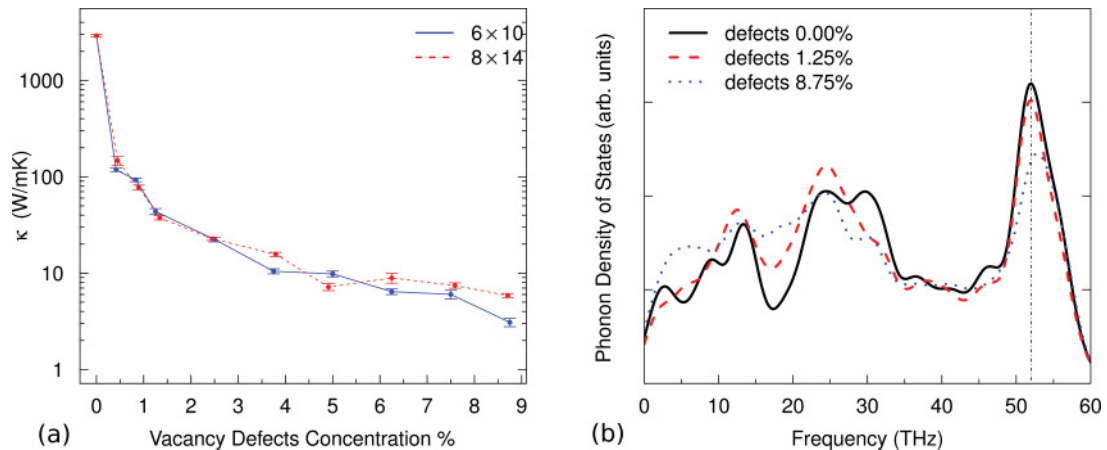 κ (W/mK)
1000
100
10
1
6×10
8×14
0 1 2 3 4 5 6 7 8 9
Vacancy Defects Concentration %
(a)
Phonon Density of States (arb. units)
defects 0.00%
defects 1.25%
defects 8.75%
0 10 20 30 40 50 60
Frequency (THz)
(b)